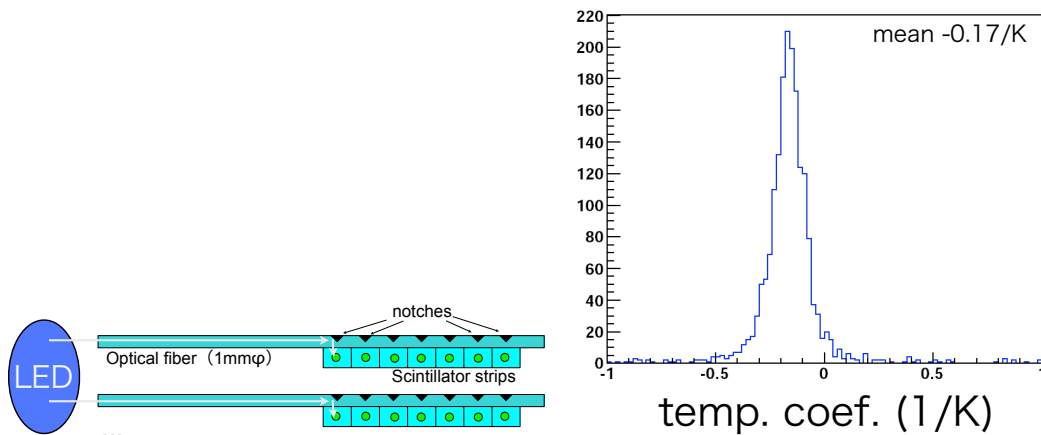 notches
LED
Optical fiber（1mmφ）
Scintillator strips
mean -0.17/K
220
200
180
160
140
120
100
80
60
40
20
0
-1
-0.5
0
0.5
1
temp. coef. (1/K)